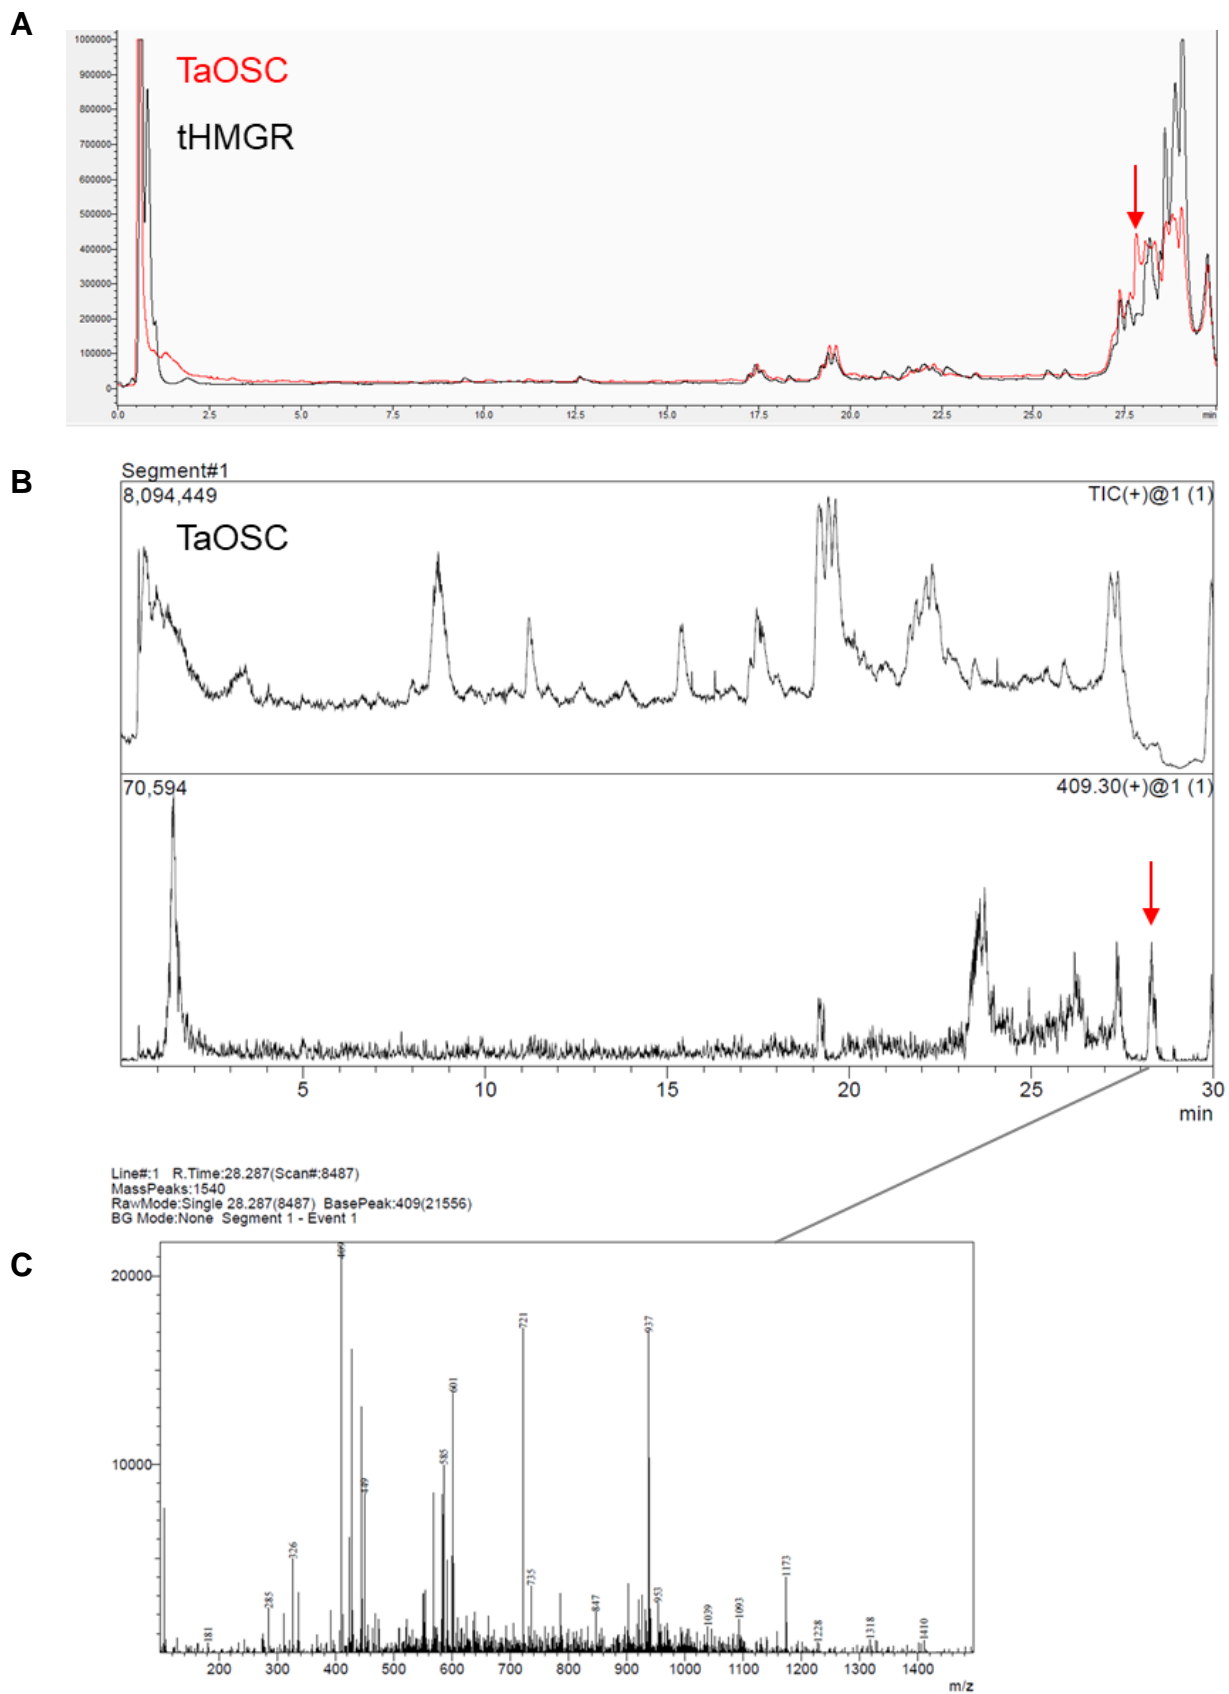 A
1000000
900000
800000
700000
600000
500000
400000
300000
200000
100000
0
TaOSC
tHMGR
0.0 2.5 5.0 7.5 10.0 12.5 15.0 17.5 20.0 22.5 25.0 27.5 min
B
Segment#1
8,094,449 TIC(+)@1 (1)
TaOSC
70,594 409.30(+)@1 (1)
5 10 15 20 25 30
min
Line#:1 R.Time:28.287(Scan#:8487)
MassPeaks:1540
RawMode:Single 28.287(8487) BasePeak:409(21556)
BG Mode:None Segment 1 - Event 1
C
20000
10000
181
285
326
409
449
585
601
721
735
847
937
953
1039
1093
1173
1228
1318
1410
200 300 400 500 600 700 800 900 1000 1100 1200 1300 1400
m/z